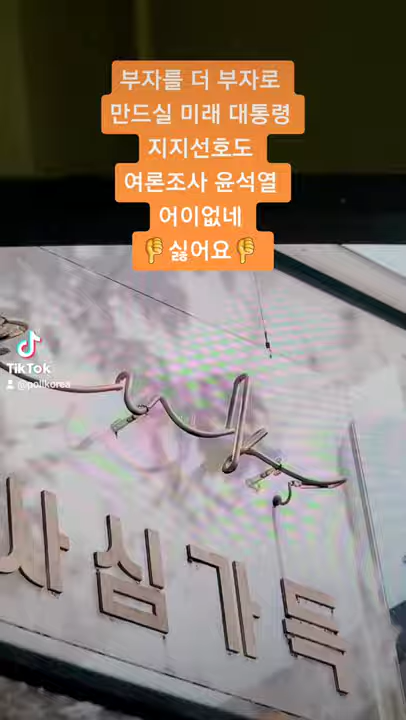 부자를 더 부자로
만드실 미래 대통령
지지선호도
여론조사 윤석열
어이없네
👎싫어요👎
TikTok
@polikorea
사심가득